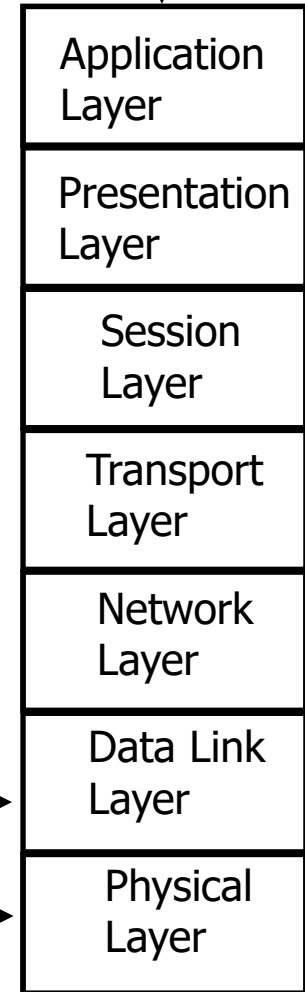 Application
Layer
Presentation
Layer
Session
Layer
Transport
Layer
Network
Layer
Data Link
Layer
Physical
Layer